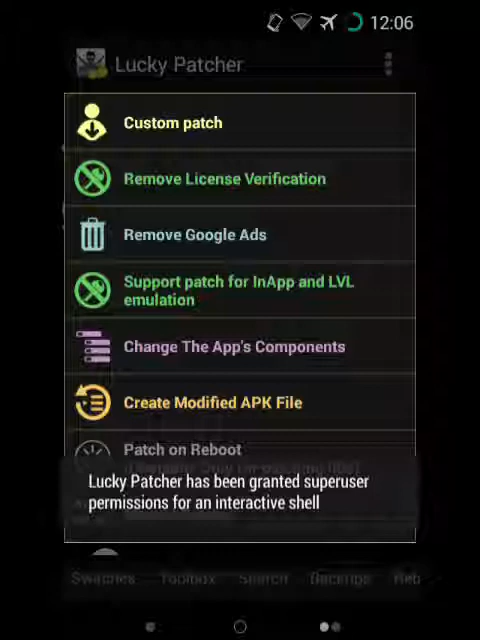 12:06
Lucky Patcher
Custom patch
Remove License Verification
Remove Google Ads
Support patch for InApp and LVL
emulation
Change The App's Components
Create Modified APK File
Patch on Reboot
Lucky Patcher has been granted superuser
permissions for an interactive shell
Switches Toolbox Search Backups Reb